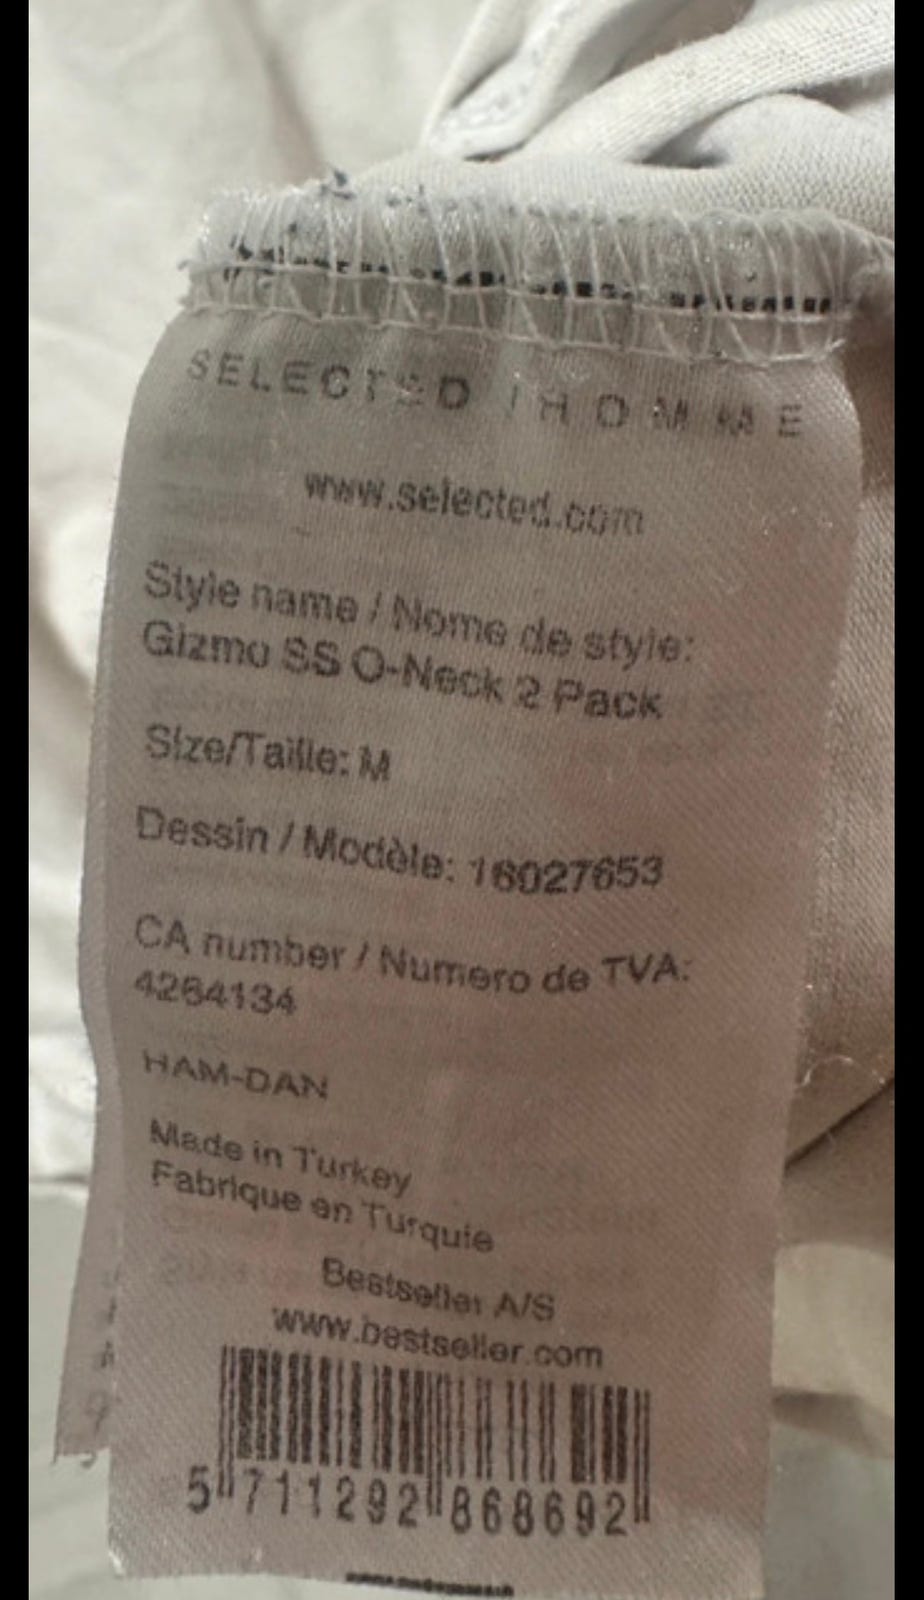 SELECTED / HOMME
www.selected.com
Style name / Nome de style:
Gizmo SS O-Neck 2 Pack
Size/Taille: M
Dessin / Modèle: 16027653
CA number / Numero de TVA:
4264134
HAM-DAN
Made in Turkey
Fabrique en Turquie
Bestseller A/S
www.bestseller.com
5 711292 868692